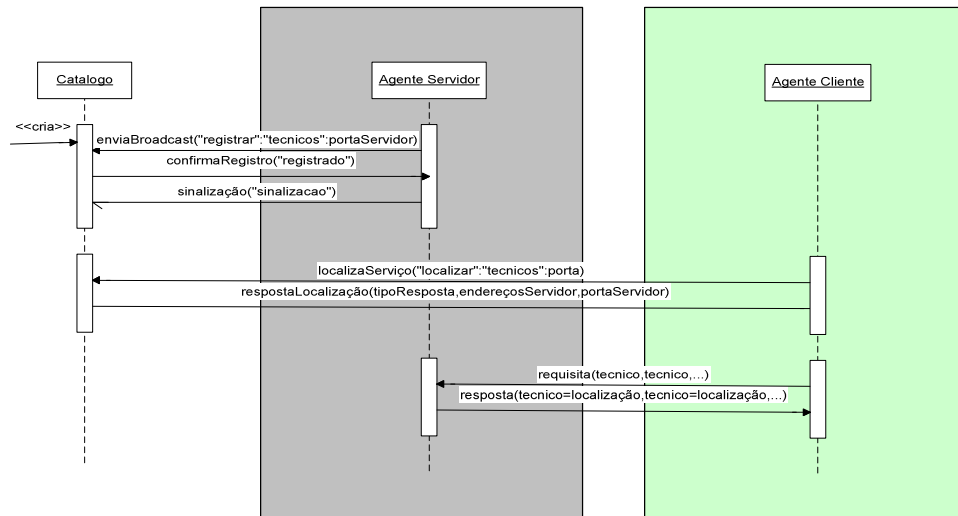 Catalogo
Agente Servidor
Agente Cliente
<<cria>>
enviaBroadcast("registrar":"tecnicos":portaServidor)
confirmaRegistro("registrado")
sinalização("sinalizacao")
localizaServiço("localizar":"tecnicos":porta)
respostaLocalização(tipoResposta,endereçosServidor,portaServidor)
requisita(tecnico,tecnico,...)
resposta(tecnico=localização,tecnico=localização,...)